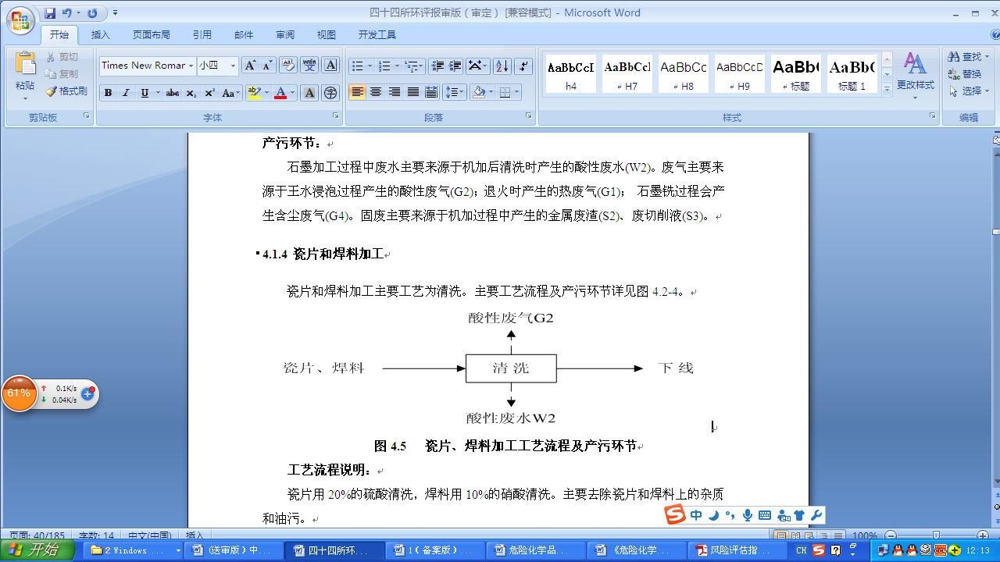 四十四所环评报审版（审定）[兼容模式] - Microsoft Word
开始 插入 页面布局 引用 邮件 审阅 视图 开发工具
粘贴 剪切 复制 格式刷
Times New Romar 小四
B I U abc X₂ X² Aa A A 字
AaBbCcI AaBbCcI AaBbCc AaBbCcD AaBb( AaBb(
h4 H7 H8 H9 标题 标题 1
更改样式
查找 替换 选择
剪贴板 字体 段落 样式 编辑
产污环节：
石墨加工过程中废水主要来源于机加后清洗时产生的酸性废水(W2)。废气主要来
源于王水浸泡过程产生的酸性废气(G2)；退火时产生的热废气(G1)； 石墨铣过程会产
生含尘废气(G4)。固废主要来源于机加过程中产生的金属废渣(S2)、废切削液(S3)。
4.1.4 瓷片和焊料加工
瓷片和焊料加工主要工艺为清洗。主要工艺流程及产污环节详见图 4.2-4。
酸性废气G2
瓷片、焊料 清 洗 下 线
酸性废水W2
图 4.5 瓷片、焊料加工工艺流程及产污环节
工艺流程说明：
瓷片用 20%的硫酸清洗，焊料用 10%的硝酸清洗。主要去除瓷片和焊料上的杂质
和油污。
61% 0.1K/s
0.04K/s
中
页面: 40/185 字数: 14 中文(中国) 插入 100%
开始 2 Windows ... （送审版）中... 四十四所环... 1（备案版）... 危险化学品... 《危险化学... 风险评估指... CH 12:13